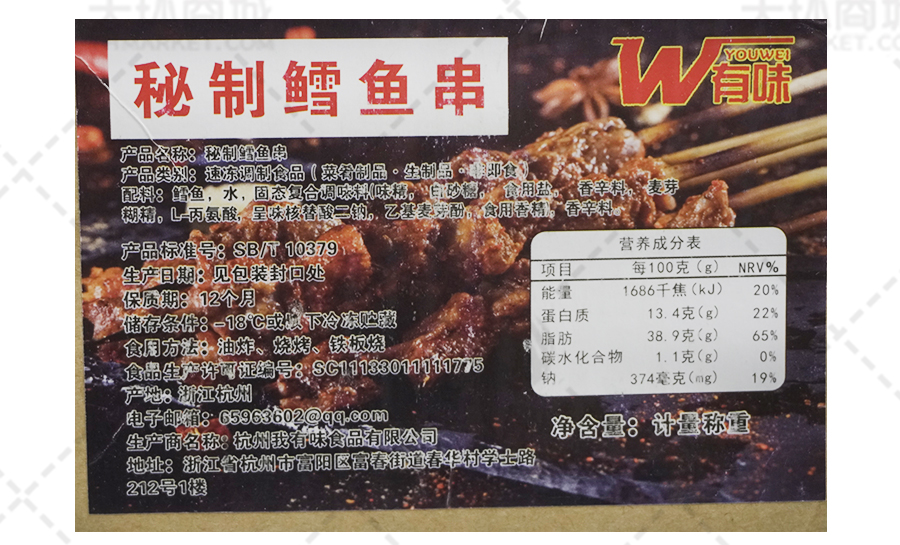 秘制鳕鱼串
W YOUWEI
有味
产品名称：秘制鳕鱼串
产品类别：速冻调制食品（菜肴制品·生制品·非即食）
配料：鳕鱼，水，固态复合调味料(味精，白砂糖，食用盐，香辛料，麦芽
糊精，L-丙氨酸，呈味核苷酸二钠，乙基麦芽酚，食用香精，香辛料。
产品标准号：SB/T 10379
生产日期：见包装封口处
保质期：12个月
储存条件：-18℃或以下冷冻贮藏
食用方法：油炸、烧烤、铁板烧
食品生产许可证编号：SC11133011111775
产地：浙江杭州
电子邮箱：65963602@qq.com
生产商名称：杭州我有味食品有限公司
地址：浙江省杭州市富阳区富春街道春华村学士路
212号1楼
营养成分表
项目 每100克（g） NRV%
能量 1686千焦（kJ） 20%
蛋白质 13.4克(g) 22%
脂肪 38.9克(g) 65%
碳水化合物 1.1克(g) 0%
钠 374毫克(mg) 19%
净含量：计量称重